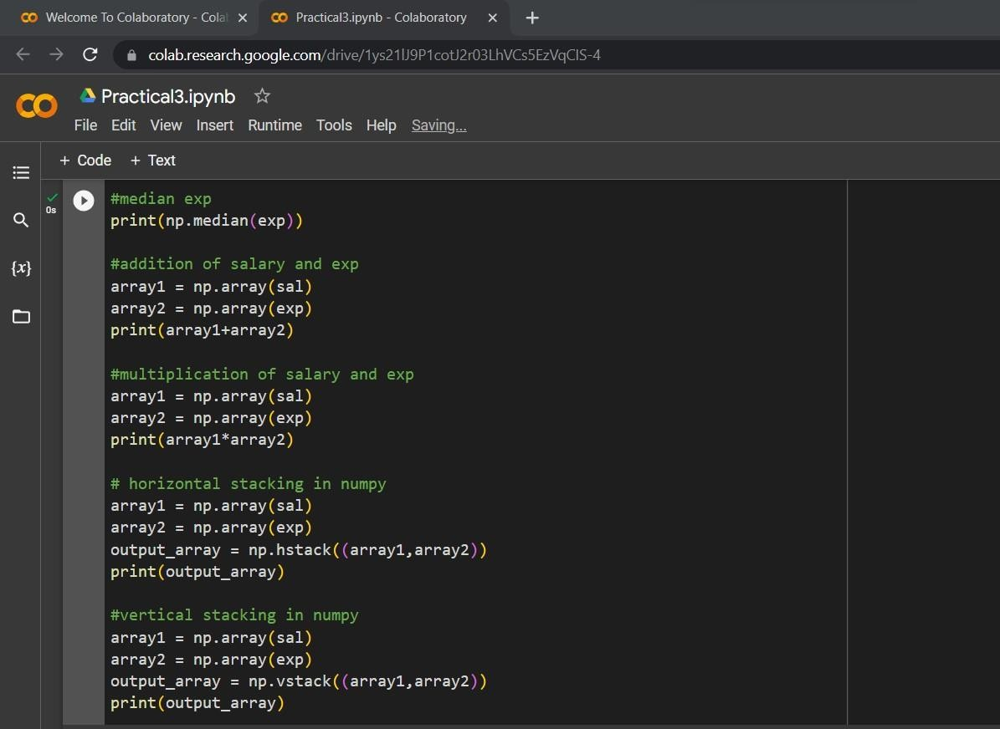 Welcome To Colaboratory - Cola
Practical3.ipynb - Colaboratory
colab.research.google.com/drive/1ys21lJ9P1cotJ2r03LhVCs5EzVqClS-4
Practical3.ipynb
File Edit View Insert Runtime Tools Help Saving...
+ Code + Text
0s
{x}
#median exp
print(np.median(exp))
#addition of salary and exp
array1 = np.array(sal)
array2 = np.array(exp)
print(array1+array2)
#multiplication of salary and exp
array1 = np.array(sal)
array2 = np.array(exp)
print(array1*array2)
# horizontal stacking in numpy
array1 = np.array(sal)
array2 = np.array(exp)
output_array = np.hstack((array1,array2))
print(output_array)
#vertical stacking in numpy
array1 = np.array(sal)
array2 = np.array(exp)
output_array = np.vstack((array1,array2))
print(output_array)